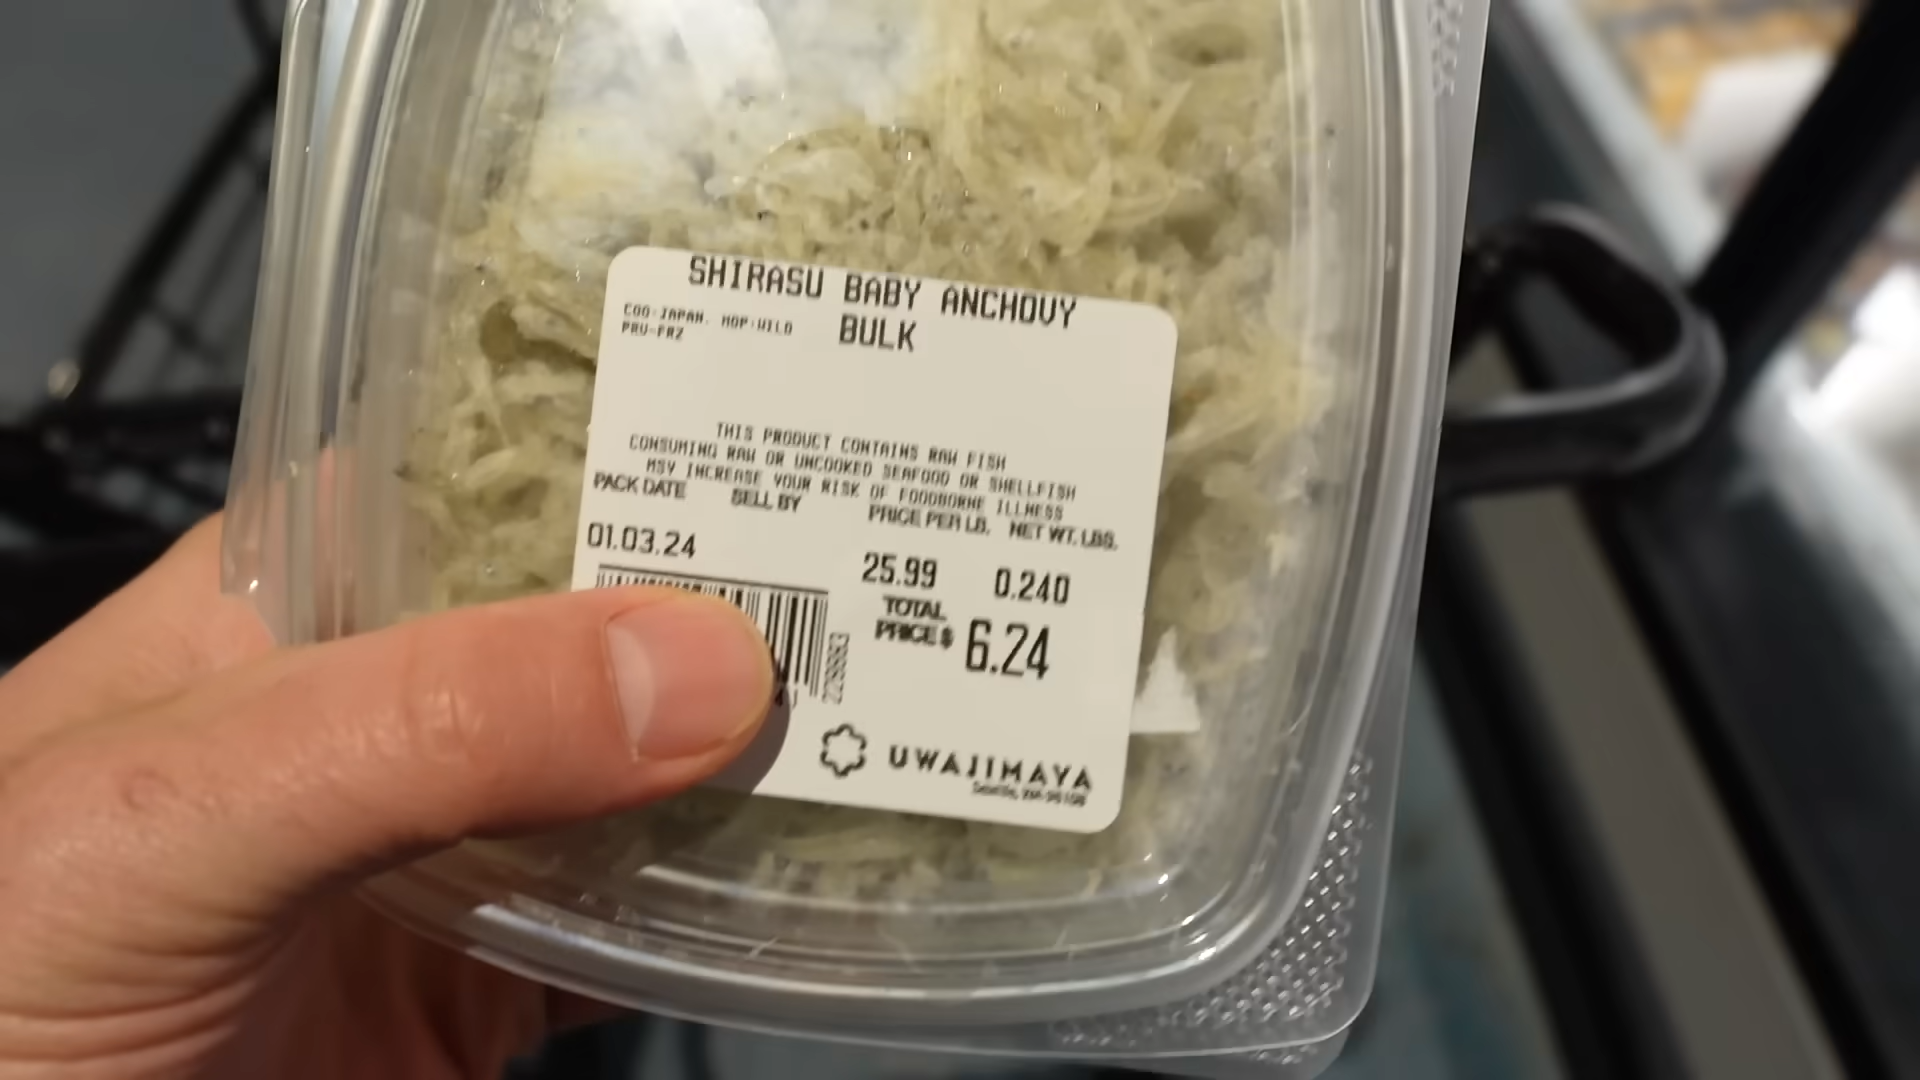 SHIRASU BABY ANCHOVY
BULK
COO:JAPAN. MOP:WILD
PRV-FRZ
THIS PRODUCT CONTAINS RAW FISH
CONSUMING RAW OR UNCOOKED SEAFOOD OR SHELLFISH
MSY INCREASE YOUR RISK OF FOODBORNE ILLNESS
PACK DATE SELL BY PRICE PER LB. NET WT. LBS.
01.03.24 25.99 0.240
TOTAL
PRICE $ 6.24
UWAJIMAYA